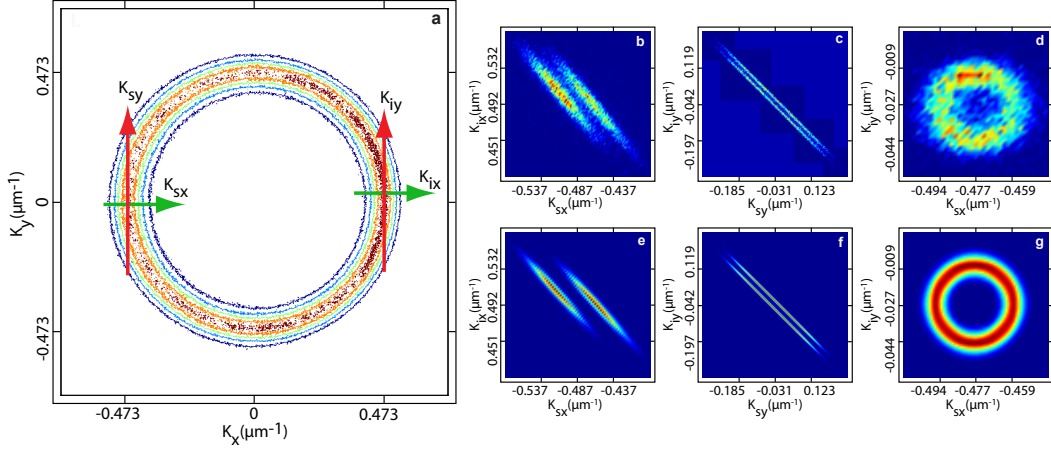 a
K_y(μm⁻¹)
0.473
0
-0.473
K_sy
K_iy
K_sx
K_ix
-0.473 0 0.473
K_x(μm⁻¹)
b
K_ix(μm⁻¹)
0.532
0.492
0.451
-0.537 -0.487 -0.437
K_sx(μm⁻¹)
c
K_iy(μm⁻¹)
0.119
-0.042
-0.197
-0.185 -0.031 0.123
K_sy(μm⁻¹)
d
K_iy(μm⁻¹)
-0.009
-0.027
-0.044
-0.494 -0.477 -0.459
K_sx(μm⁻¹)
e
K_ix(μm⁻¹)
0.532
0.492
0.451
-0.537 -0.487 -0.437
K_sx(μm⁻¹)
f
K_iy(μm⁻¹)
0.119
-0.042
-0.197
-0.185 -0.031 0.123
K_sy(μm⁻¹)
g
K_iy(μm⁻¹)
-0.009
-0.027
-0.044
-0.494 -0.477 -0.459
K_sx(μm⁻¹)